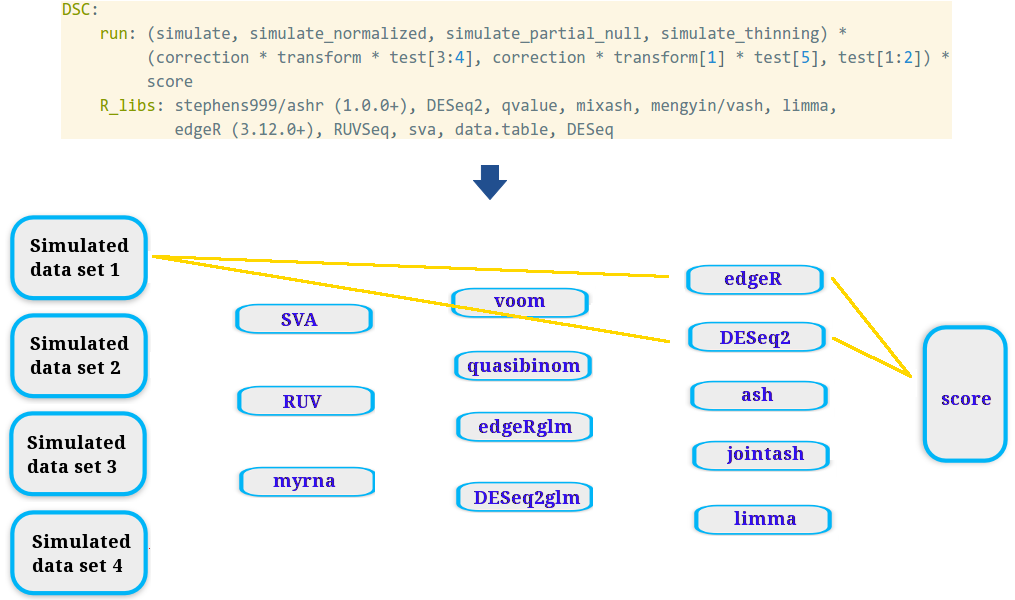 DSC:
run: (simulate, simulate_normalized, simulate_partial_null, simulate_thinning) *
(correction * transform * test[3:4], correction * transform[1] * test[5], test[1:2]) *
score
R_libs: stephens999/ashr (1.0.0+), DESeq2, qvalue, mixash, mengyin/vash, limma,
edgeR (3.12.0+), RUVSeq, sva, data.table, DESeq
Simulated
data set 1
Simulated
data set 2
Simulated
data set 3
Simulated
data set 4
SVA
RUV
myrna
voom
quasibinom
edgeRglm
DESeq2glm
edgeR
DESeq2
ash
jointash
limma
score